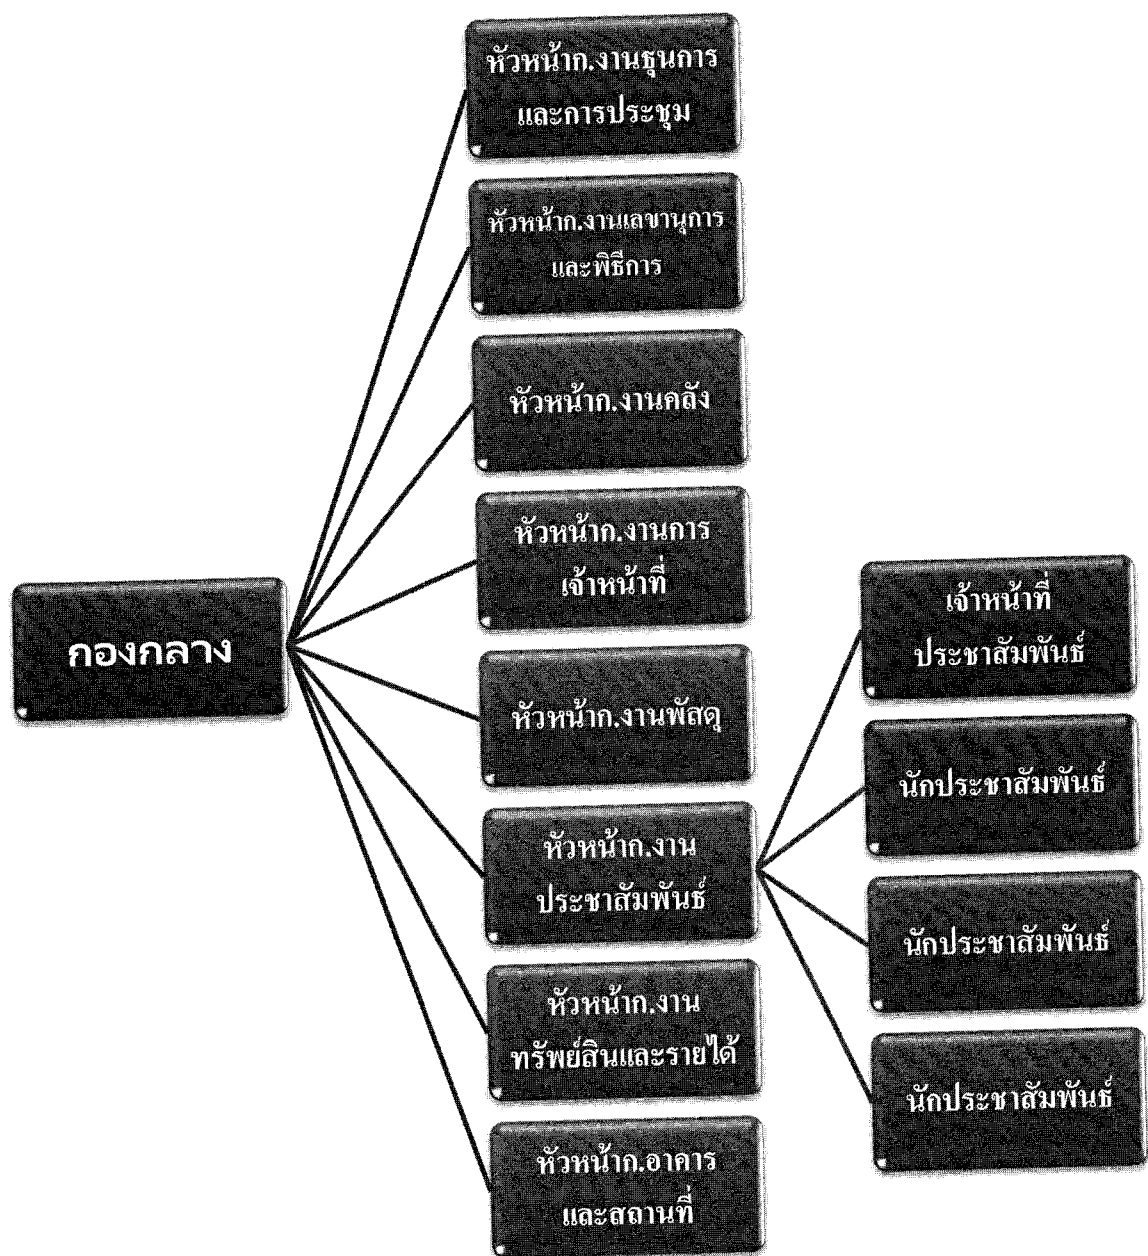 หัวหน้าก.งานธุนการ
และการประชุม
หัวหน้าก.งานเลขานุการ
และพิธีการ
หัวหน้าก.งานคลัง
หัวหน้าก.งานการ
เจ้าหน้าที่
กองกลาง
หัวหน้าก.งานพัสดุ
หัวหน้าก.งาน
ประชาสัมพันธ์
หัวหน้าก.งาน
ทรัพย์สินและรายได้
หัวหน้าก.อาคาร
และสถานที่
เจ้าหน้าที่
ประชาสัมพันธ์
นักประชาสัมพันธ์
นักประชาสัมพันธ์
นักประชาสัมพันธ์